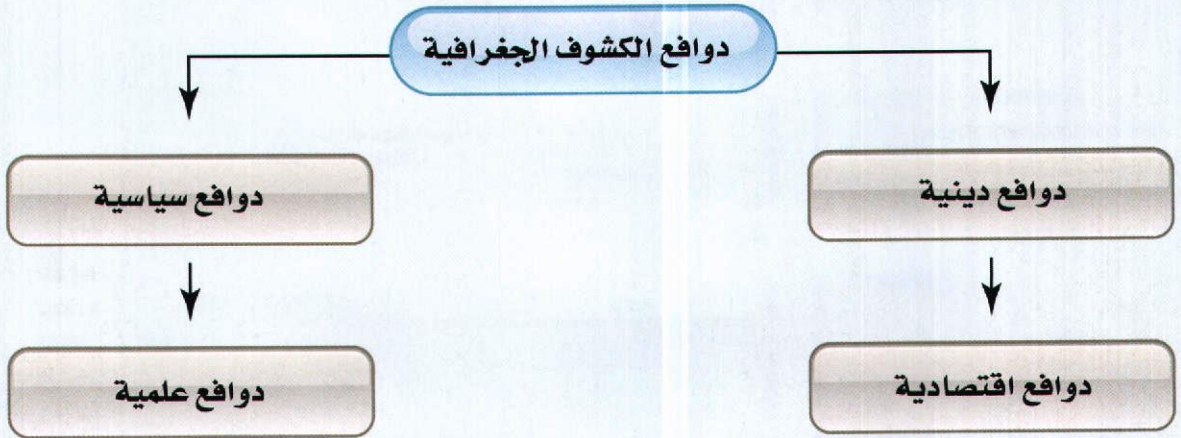 دوافع الكشوف الجغرافية
دوافع دينية
دوافع سياسية
دوافع اقتصادية
دوافع علمية